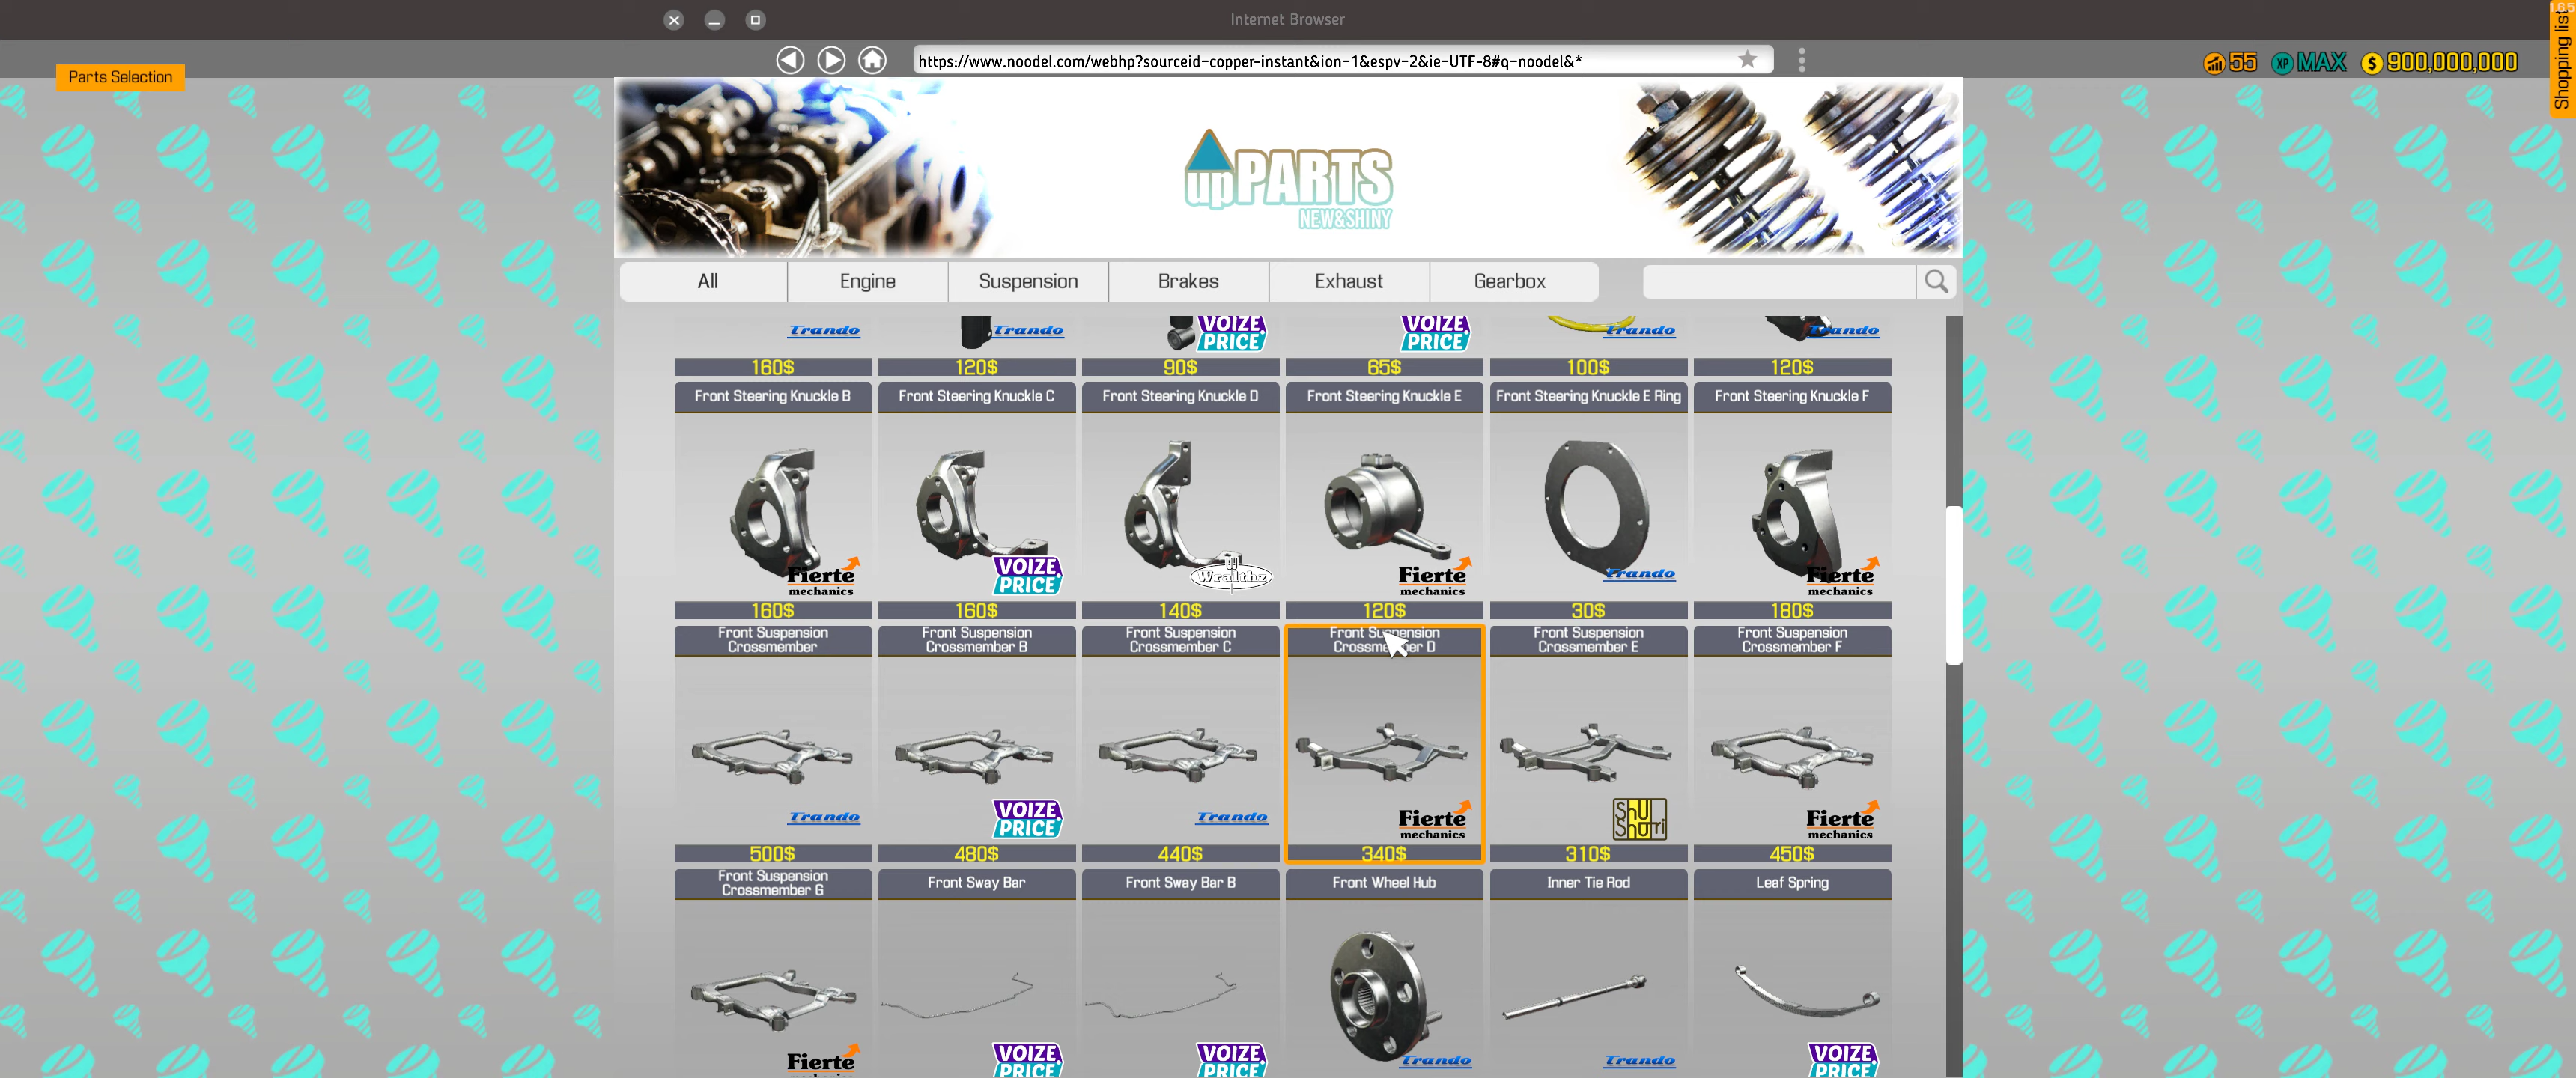 Internet Browser
165
Shopping list
https://www.noodel.com/webhp?sourceid-copper-instant&ion-1&espv-2&ie-UTF-8#q-noodel&*
55
XP MAX
$ 900,000,000
Parts Selection
upPARTS
NEW&SHINY
All
Engine
Suspension
Brakes
Exhaust
Gearbox
Trando
Trando
VOIZE
PRICE
VOIZE
PRICE
Trando
Trando
160$
120$
90$
65$
100$
120$
Front Steering Knuckle B
Front Steering Knuckle C
Front Steering Knuckle D
Front Steering Knuckle E
Front Steering Knuckle E Ring
Front Steering Knuckle F
Fierte
mechanics
VOIZE
PRICE
Wralthz
Fierte
mechanics
Trando
Fierte
mechanics
160$
160$
140$
120$
30$
180$
Front Suspension
Crossmember
Front Suspension
Crossmember B
Front Suspension
Crossmember C
Front Suspension
Crossmember D
Front Suspension
Crossmember E
Front Suspension
Crossmember F
Trando
VOIZE
PRICE
Trando
Fierte
mechanics
Shu
Shurri
Fierte
mechanics
500$
480$
440$
340$
310$
450$
Front Suspension
Crossmember G
Front Sway Bar
Front Sway Bar B
Front Wheel Hub
Inner Tie Rod
Leaf Spring
Fierte
VOIZE
PRICE
VOIZE
PRICE
Trando
Trando
VOIZE
PRICE